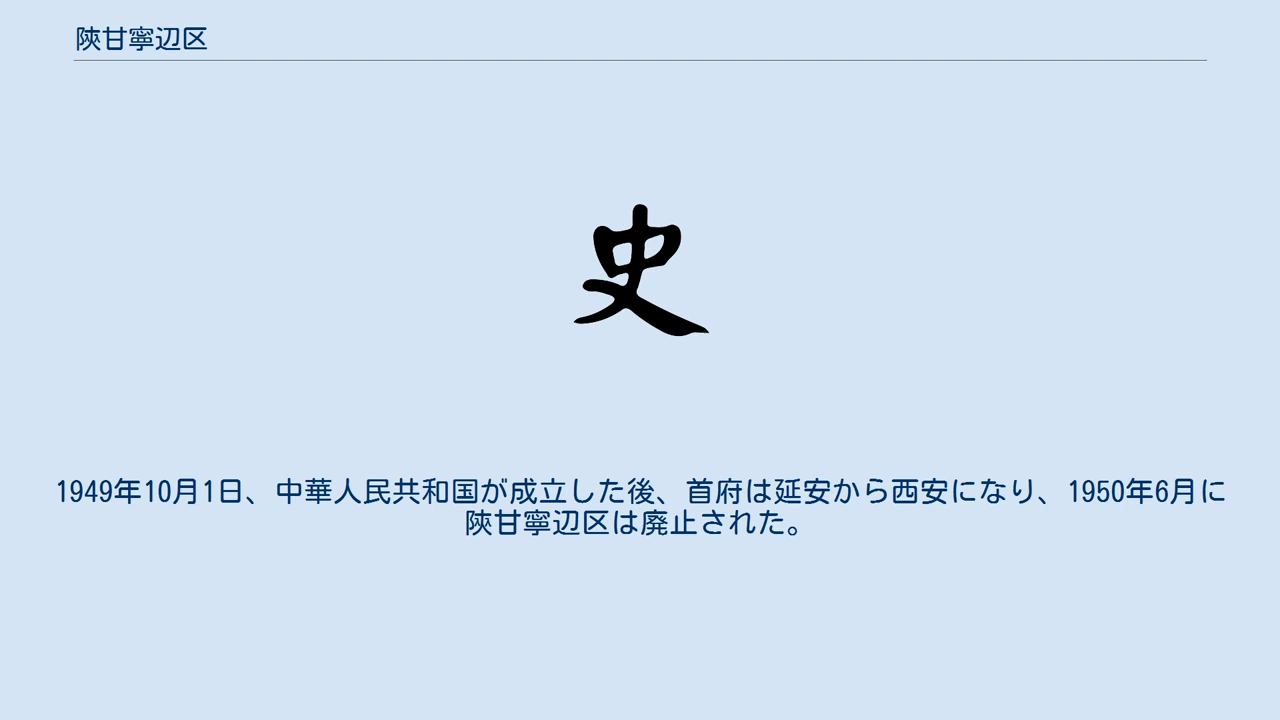 陝甘寧辺区
史
1949年10月1日、中華人民共和国が成立した後、首府は延安から西安になり、1950年6月に
陝甘寧辺区は廃止された。